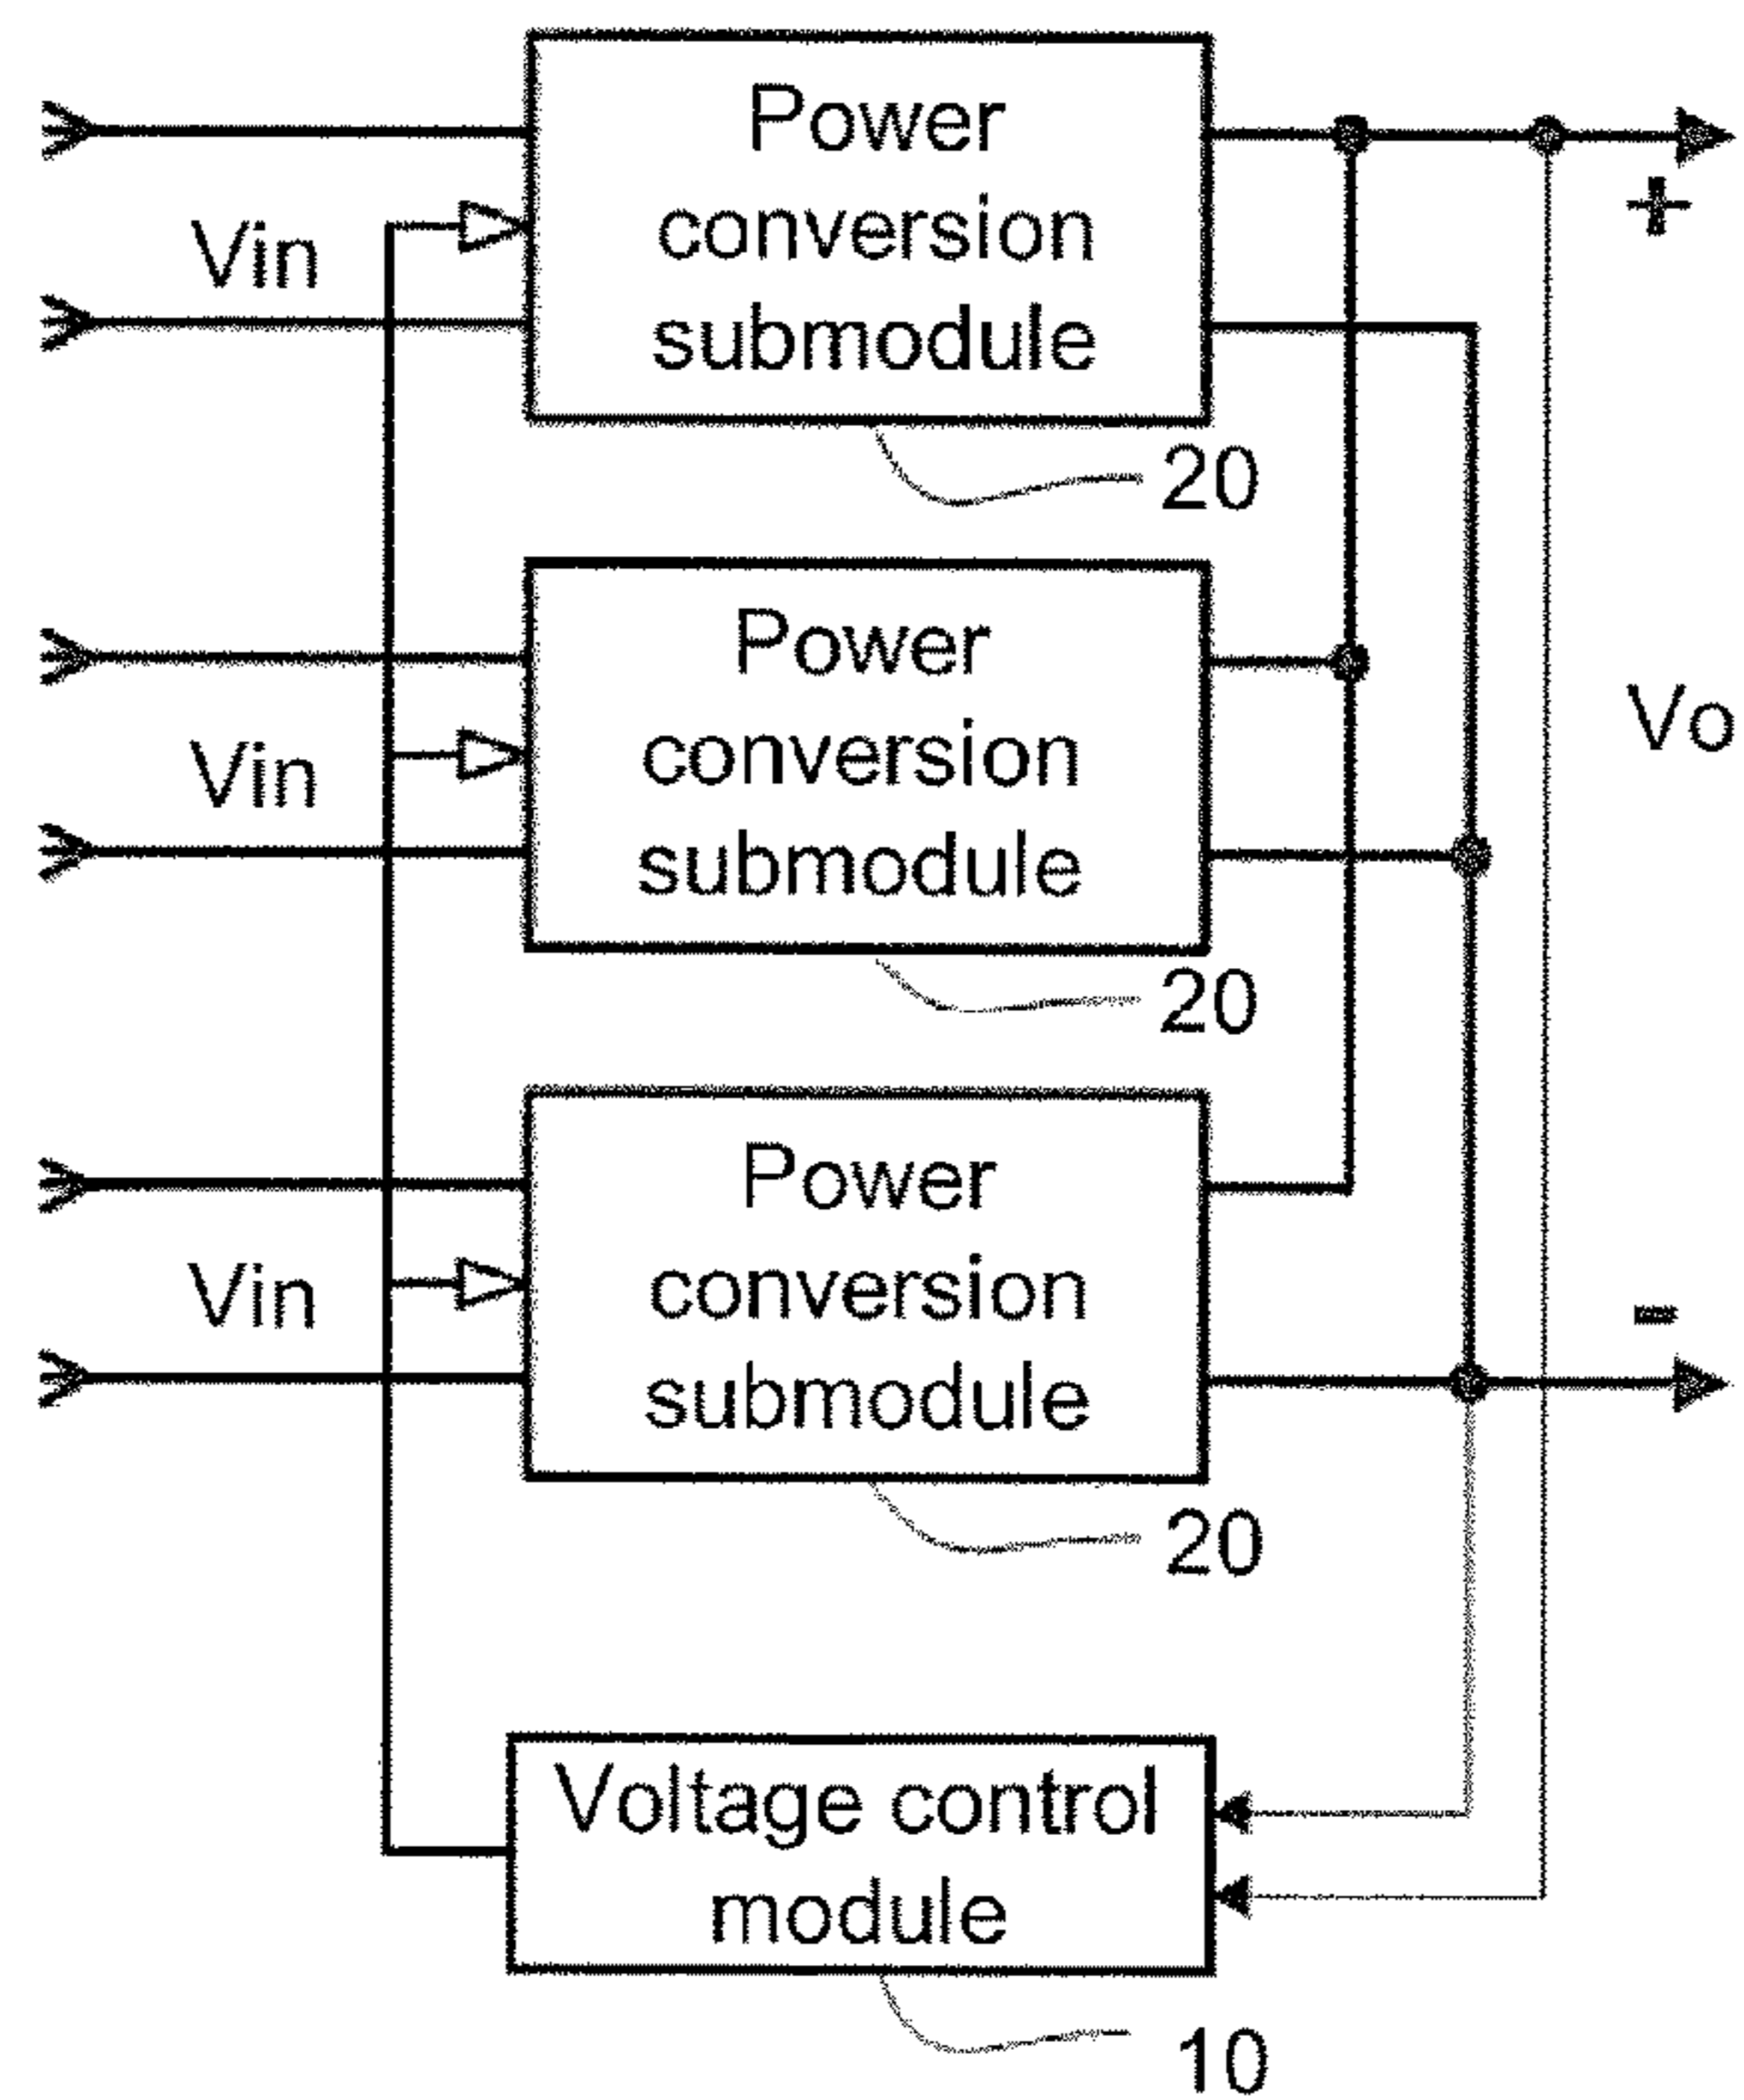 Power
conversion
submodule
+
Vin
20
Power
conversion
submodule
Vin
Vo
20
Power
conversion
submodule
Vin
-
20
Voltage control
module
10